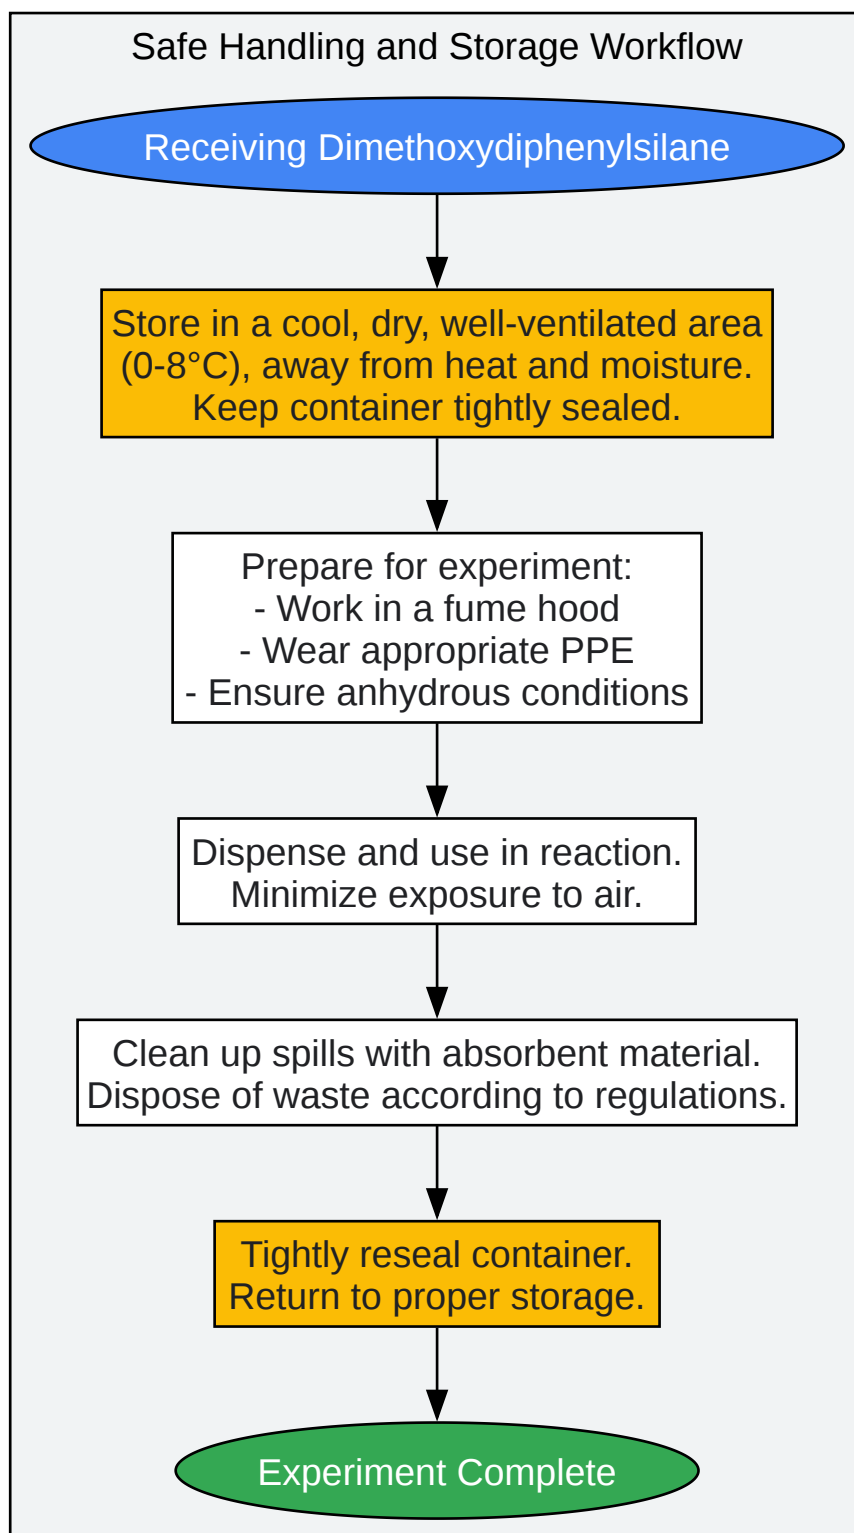 Safe Handling and Storage Workflow
Receiving Dimethoxydiphenylsilane
Store in a cool, dry, well-ventilated area
(0-8°C), away from heat and moisture.
Keep container tightly sealed.
Prepare for experiment:
- Work in a fume hood
- Wear appropriate PPE
- Ensure anhydrous conditions
Dispense and use in reaction.
Minimize exposure to air.
Clean up spills with absorbent material.
Dispose of waste according to regulations.
Tightly reseal container.
Return to proper storage.
Experiment Complete